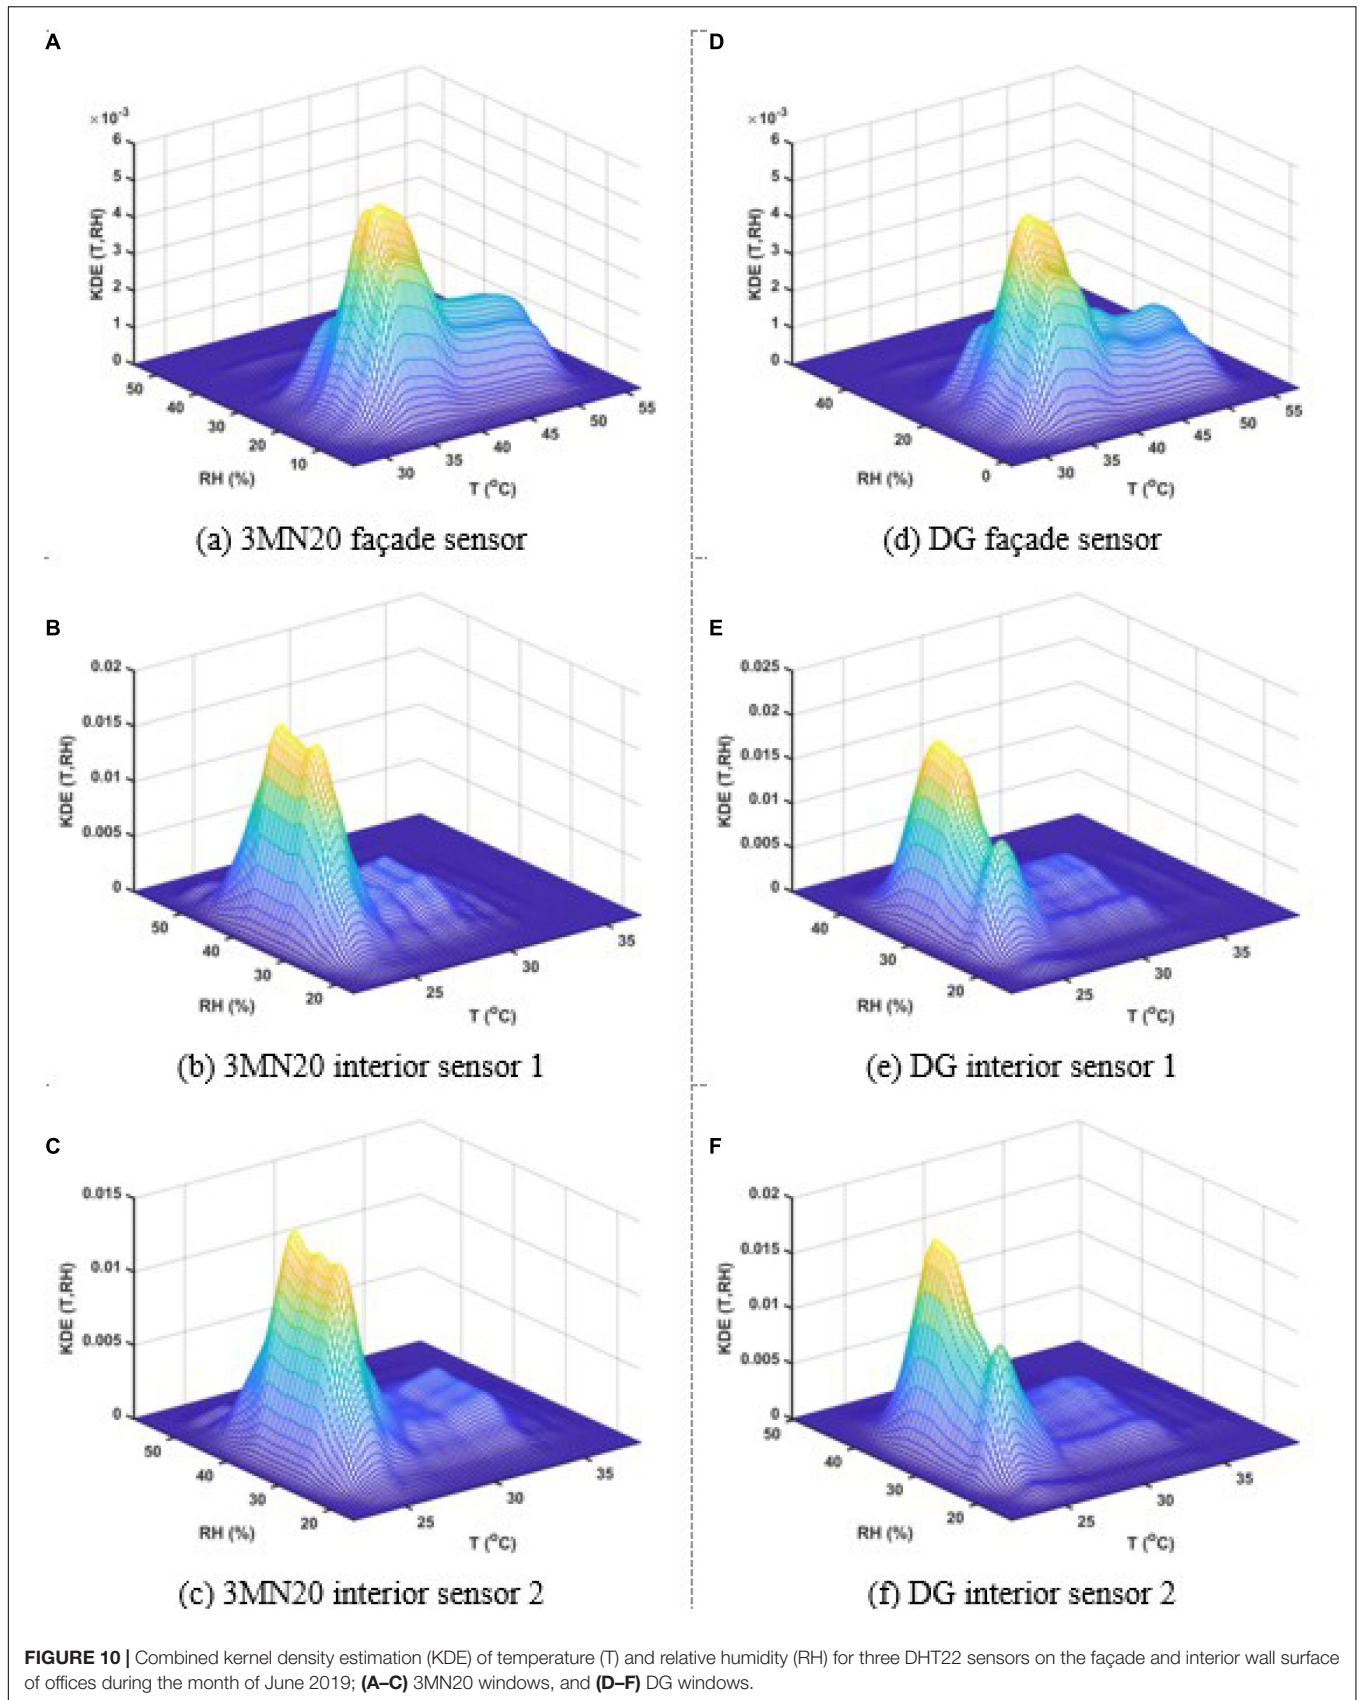 A
×10⁻³
6
5
4
3
2
1
0
KDE (T,RH)
50
40
30
20
10
RH (%)
30
35
40
45
50
55
T (°C)
(a) 3MN20 façade sensor
D
×10⁻³
6
5
4
3
2
1
0
KDE (T,RH)
40
20
0
RH (%)
30
35
40
45
50
55
T (°C)
(d) DG façade sensor
B
0.02
0.015
0.01
0.005
0
KDE (T,RH)
50
40
30
20
RH (%)
25
30
35
T (°C)
(b) 3MN20 interior sensor 1
E
0.025
0.02
0.015
0.01
0.005
0
KDE (T,RH)
40
30
20
RH (%)
25
30
35
T (°C)
(e) DG interior sensor 1
C
0.015
0.01
0.005
0
KDE (T,RH)
50
40
30
20
RH (%)
25
30
35
T (°C)
(c) 3MN20 interior sensor 2
F
0.02
0.015
0.01
0.005
0
KDE (T,RH)
50
40
30
20
RH (%)
25
30
35
T (°C)
(f) DG interior sensor 2
FIGURE 10 | Combined kernel density estimation (KDE) of temperature (T) and relative humidity (RH) for three DHT22 sensors on the façade and interior wall surface
of offices during the month of June 2019; (A–C) 3MN20 windows, and (D–F) DG windows.